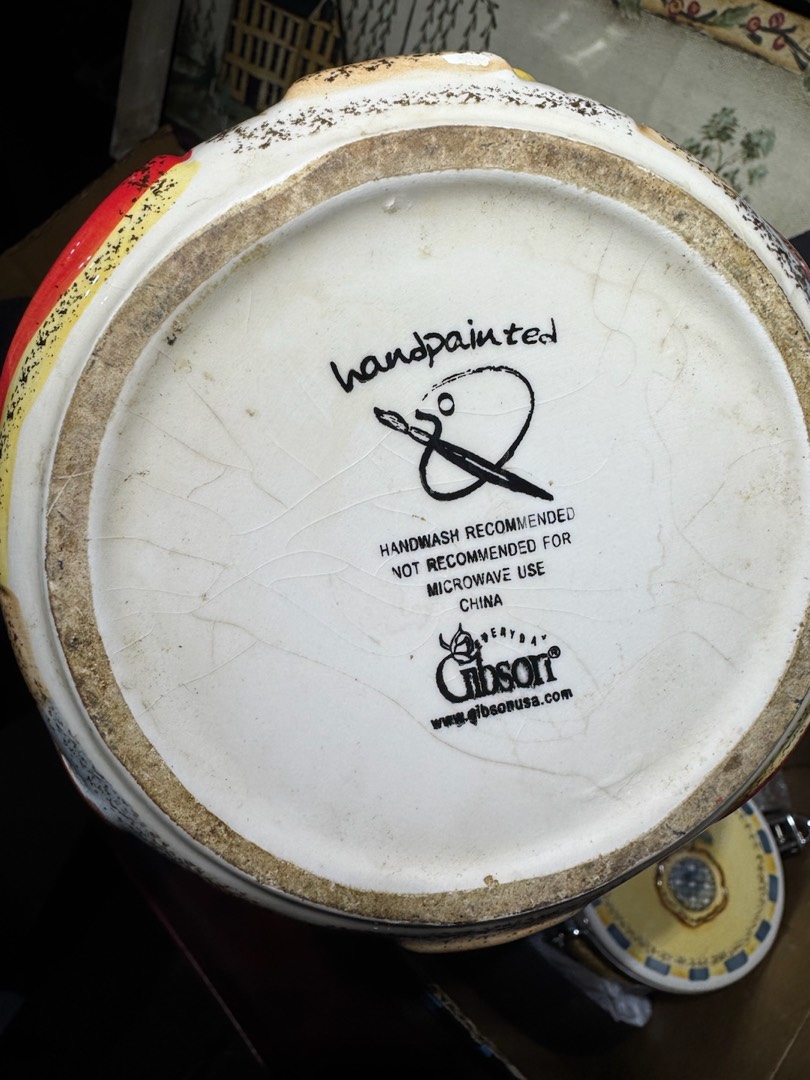 handpainted
HANDWASH RECOMMENDED
NOT RECOMMENDED FOR
MICROWAVE USE
CHINA
EVERYDAY
Gibson®
www.gibsonusa.com